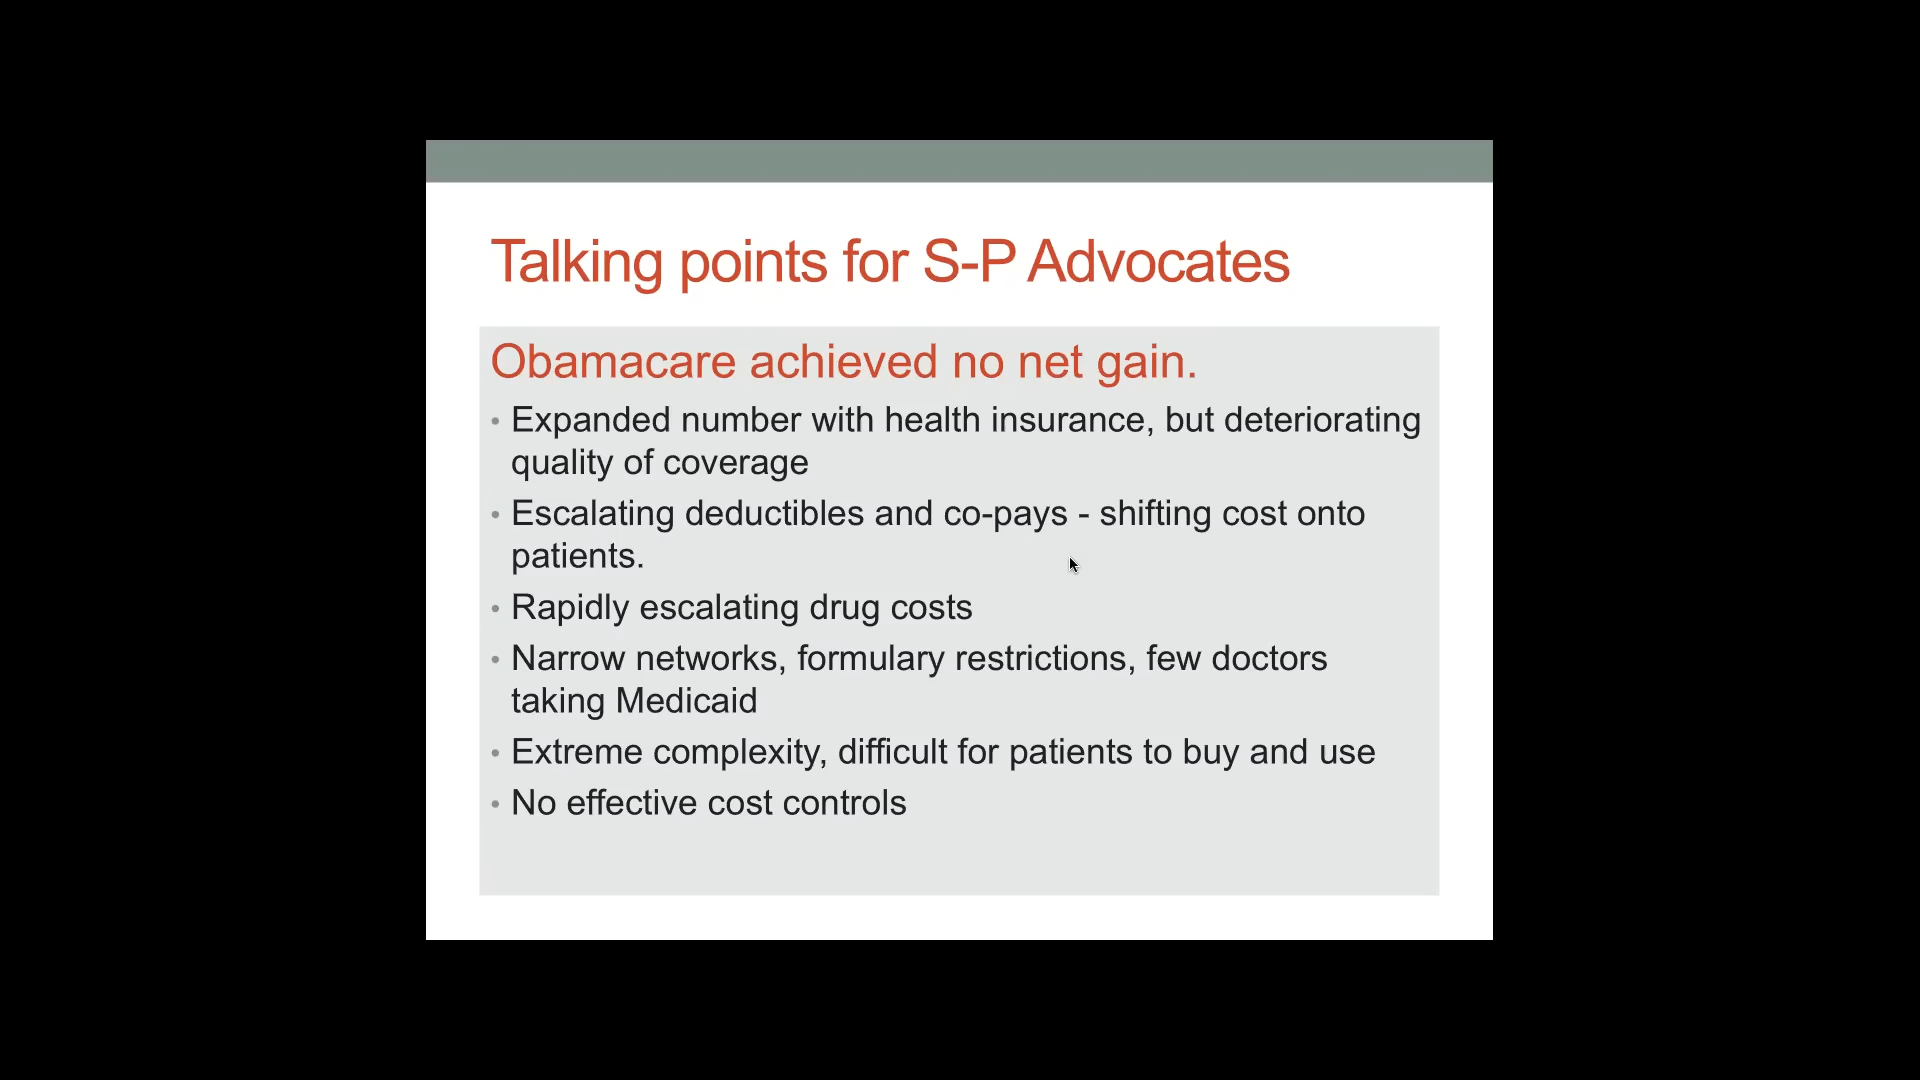 Talking points for S-P Advocates
Obamacare achieved no net gain.
• Expanded number with health insurance, but deteriorating
quality of coverage
• Escalating deductibles and co-pays - shifting cost onto
patients.
• Rapidly escalating drug costs
• Narrow networks, formulary restrictions, few doctors
taking Medicaid
• Extreme complexity, difficult for patients to buy and use
• No effective cost controls